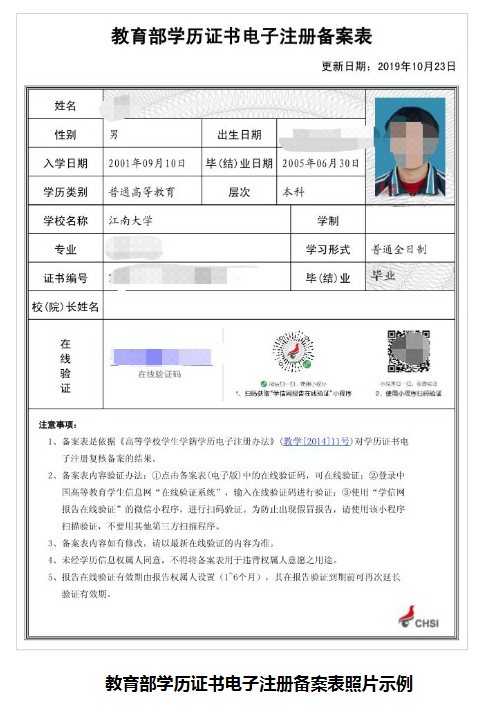 教育部学历证书电子注册备案表
更新日期：2019年10月23日
姓名
性别 男 出生日期
入学日期 2001年09月10日 毕(结)业日期 2005年06月30日
学历类别 普通高等教育 层次 本科
学校名称 江南大学 学制
专业 学习形式 普通全日制
证书编号 毕(结)业 毕业
校(院)长姓名
在线验证
在线验证码
微信扫一扫，使用小程序
1、扫码获取“学信网报告在线验证”小程序
小程序扫一扫，在线验证
2、使用小程序扫码验证
注意事项：
1、备案表是依据《高等学校学生学籍学历电子注册办法》(教学[2014]11号)对学历证书电
子注册复核备案的结果。
2、备案表内容验证办法：①点击备案表(电子版)中的在线验证码，可在线验证；②登录中
国高等教育学生信息网“在线验证系统”，输入在线验证码进行验证；③使用“学信网
报告在线验证”的微信小程序，进行扫码验证。为防止出现假冒报告，请使用该小程序
扫描验证，不要用其他第三方扫描程序。
3、备案表内容如有修改，请以最新在线验证的内容为准。
4、未经学历信息权属人同意，不得将备案表用于违背权属人意愿之用途。
5、报告在线验证有效期由报告权属人设置（1~6个月），其在报告验证到期前可再次延长
验证有效期。
CHSI
教育部学历证书电子注册备案表照片示例